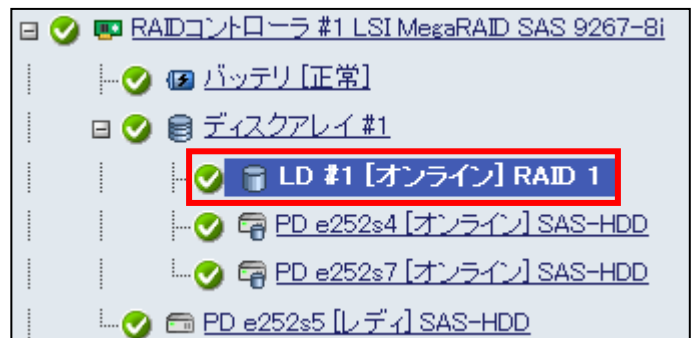 RAIDコントローラ #1 LSI MegaRAID SAS 9267-8i
バッテリ [正常]
ディスクアレイ #1
LD #1 [オンライン] RAID 1
PD e252s4 [オンライン] SAS-HDD
PD e252s7 [オンライン] SAS-HDD
PD e252s5 [レディ] SAS-HDD